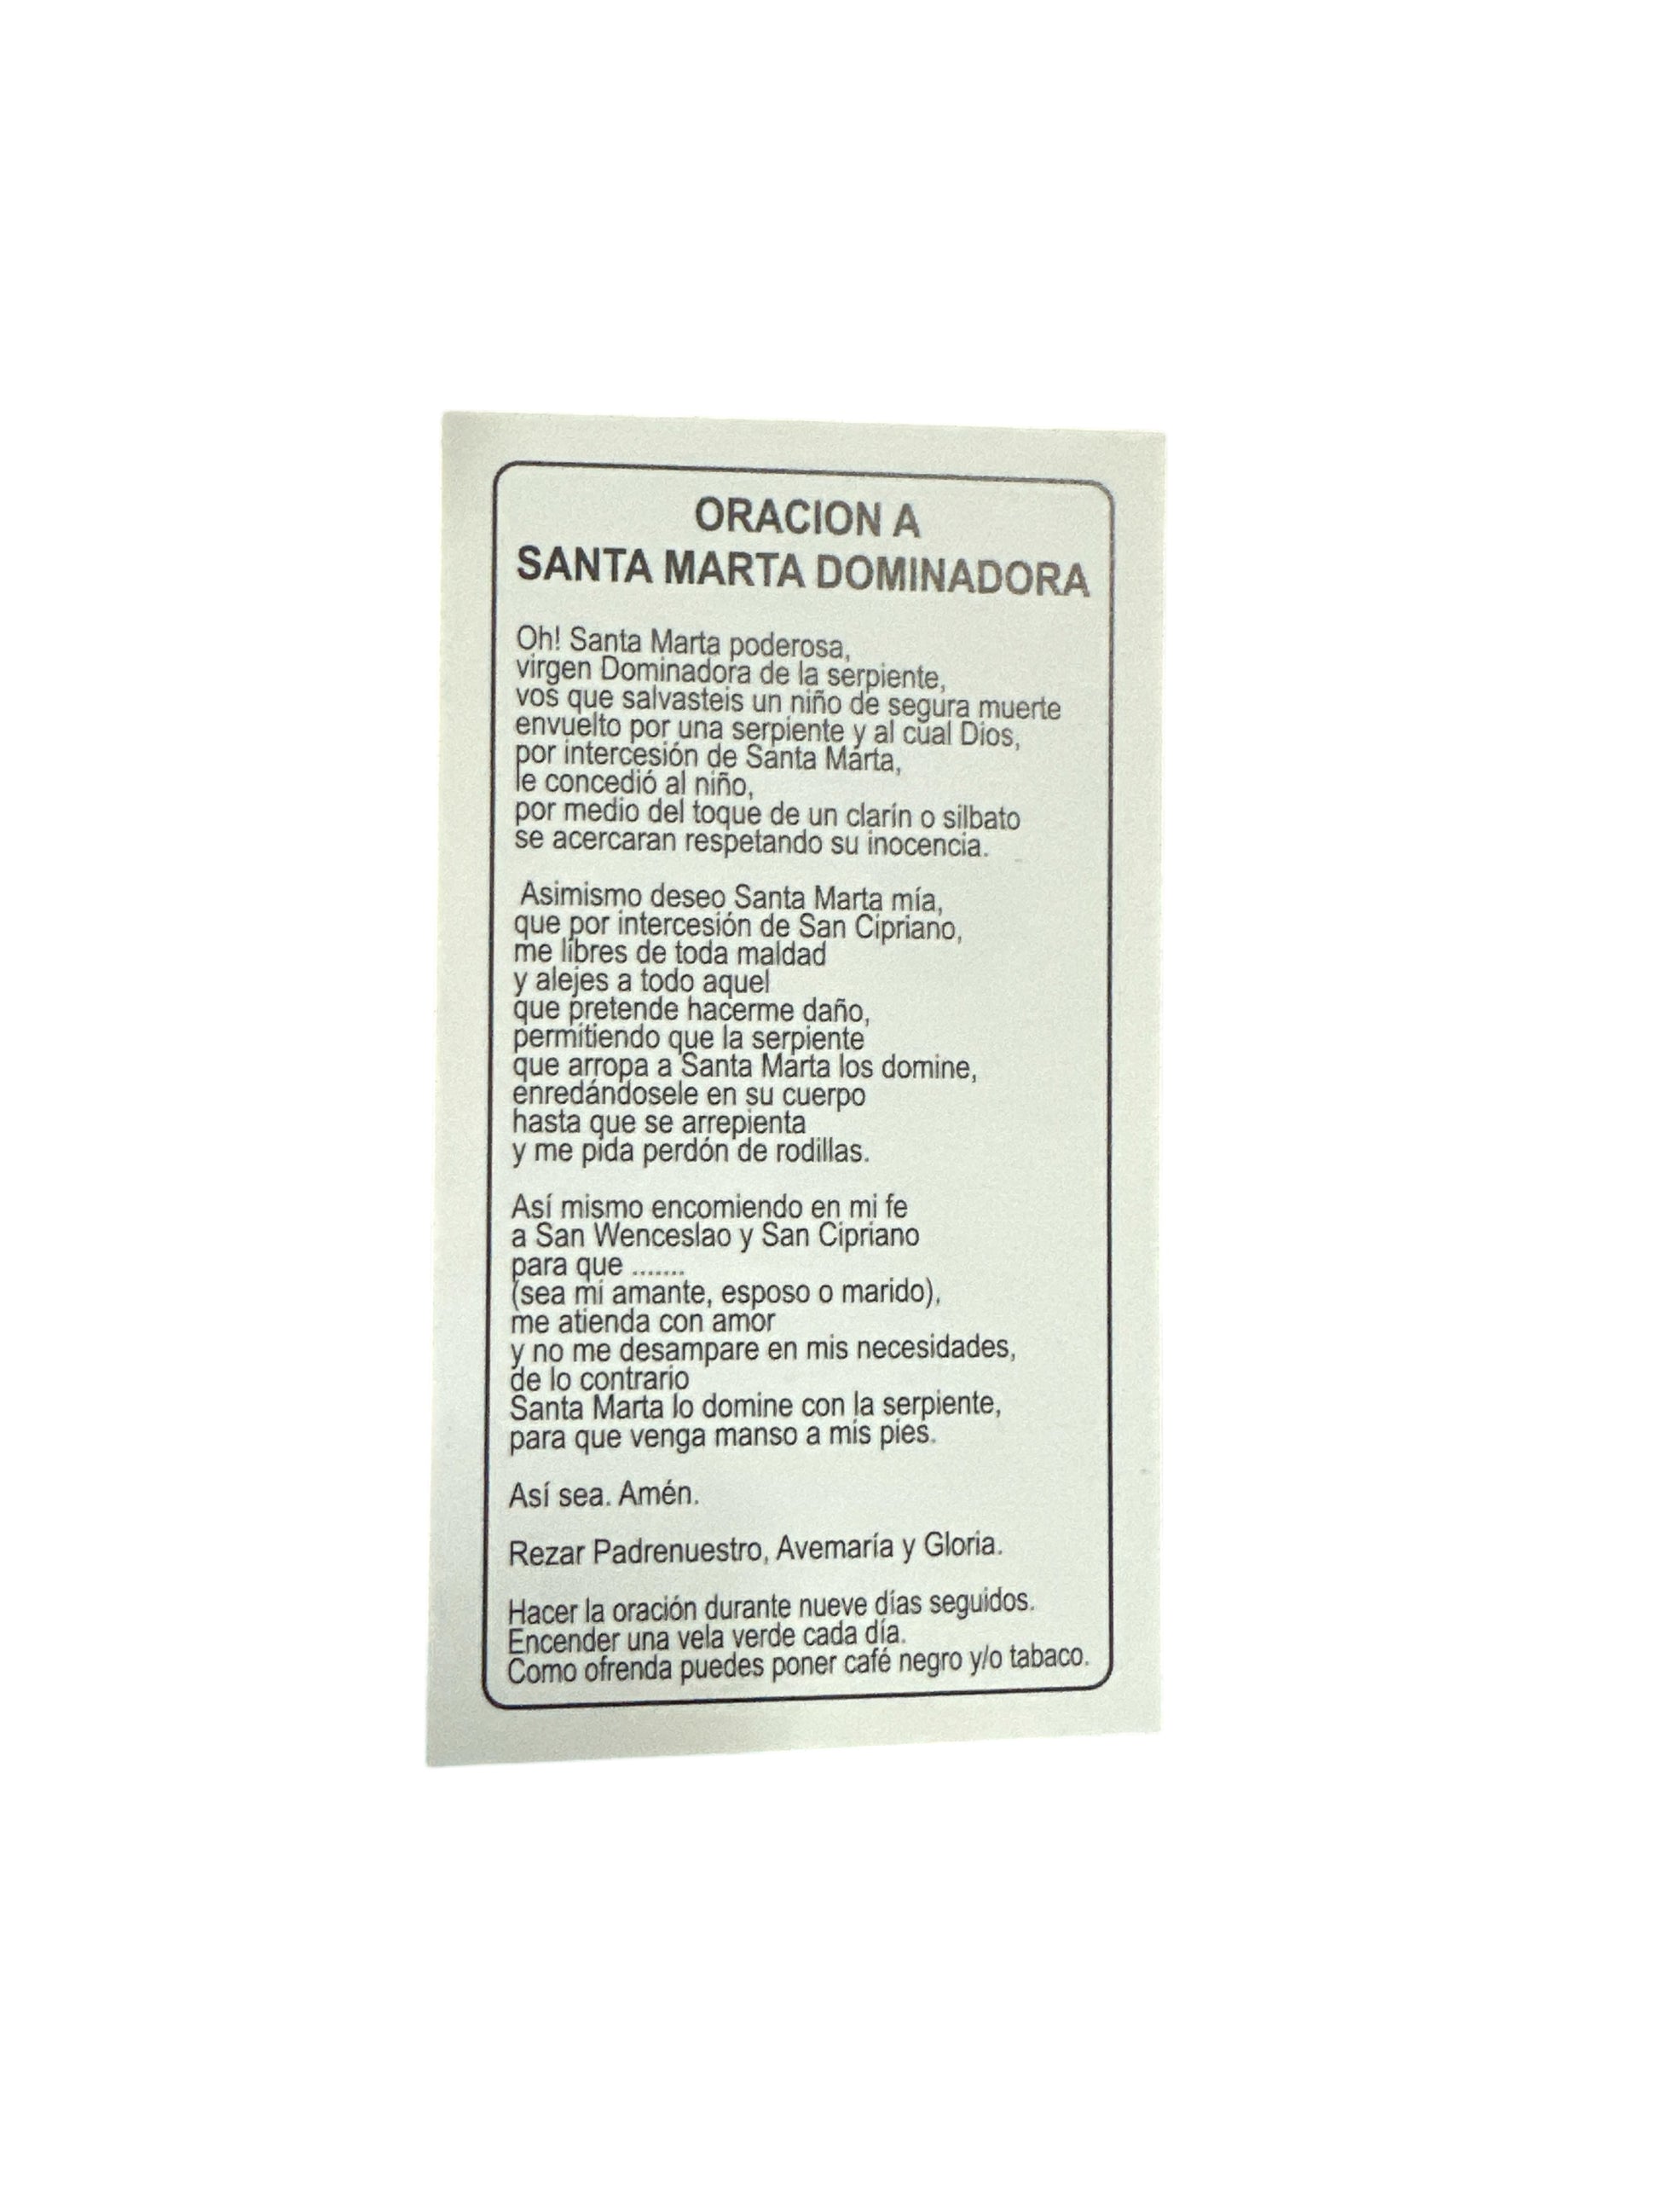 ORACION A
SANTA MARTA DOMINADORA
Oh! Santa Marta poderosa,
virgen Dominadora de la serpiente,
vos que salvasteis un niño de segura muerte
envuelto por una serpiente y al cual Dios,
por intercesión de Santa Marta,
le concedió al niño,
por medio del toque de un clarín o silbato
se acercaran respetando su inocencia.
Asimismo deseo Santa Marta mía,
que por intercesión de San Cipriano,
me libres de toda maldad
y alejes a todo aquel
que pretende hacerme daño,
permitiendo que la serpiente
que arropa a Santa Marta los domine,
enredándosele en su cuerpo
hasta que se arrepienta
y me pida perdón de rodillas.
Así mismo encomiendo en mi fe
a San Wenceslao y San Cipriano
para que .......
(sea mi amante, esposo o marido),
me atienda con amor
y no me desampare en mis necesidades,
de lo contrario
Santa Marta lo domine con la serpiente,
para que venga manso a mis pies.
Así sea. Amén.
Rezar Padrenuestro, Avemaría y Gloria.
Hacer la oración durante nueve días seguidos.
Encender una vela verde cada día.
Como ofrenda puedes poner café negro y/o tabaco.